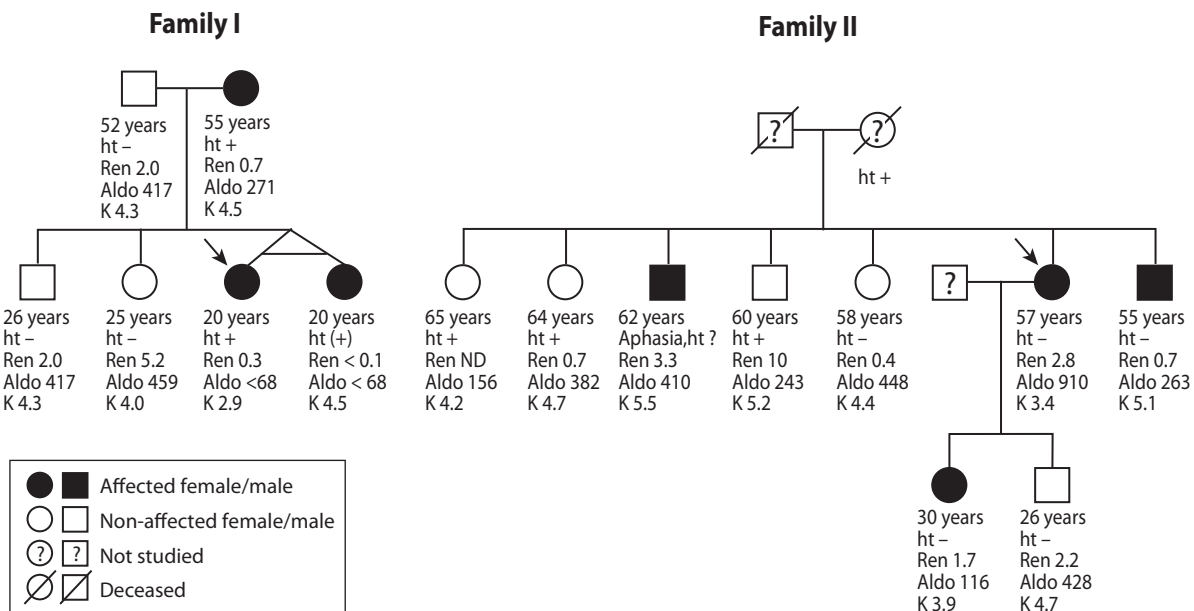 Family I
52 years
ht –
Ren 2.0
Aldo 417
K 4.3
55 years
ht +
Ren 0.7
Aldo 271
K 4.5
26 years
ht –
Ren 2.0
Aldo 417
K 4.3
25 years
ht –
Ren 5.2
Aldo 459
K 4.0
20 years
ht +
Ren 0.3
Aldo <68
K 2.9
20 years
ht (+)
Ren < 0.1
Aldo < 68
K 4.5
Family II
?
?
ht +
65 years
ht +
Ren ND
Aldo 156
K 4.2
64 years
ht +
Ren 0.7
Aldo 382
K 4.7
62 years
Aphasia,ht ?
Ren 3.3
Aldo 410
K 5.5
60 years
ht +
Ren 10
Aldo 243
K 5.2
58 years
ht –
Ren 0.4
Aldo 448
K 4.4
?
57 years
ht –
Ren 2.8
Aldo 910
K 3.4
55 years
ht –
Ren 0.7
Aldo 263
K 5.1
30 years
ht –
Ren 1.7
Aldo 116
K 3.9
26 years
ht –
Ren 2.2
Aldo 428
K 4.7
Affected female/male
Non-affected female/male
? ? Not studied
Deceased